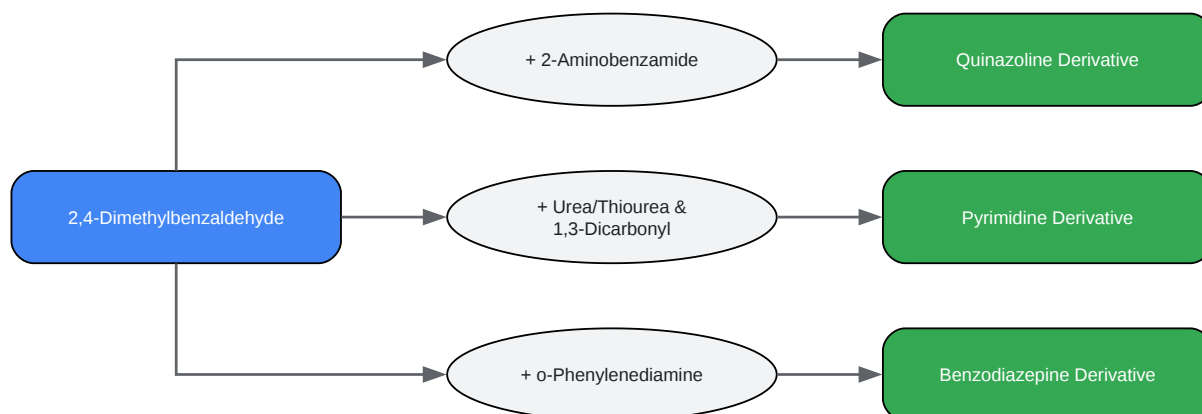 + 2-Aminobenzamide
Quinazoline Derivative
2,4-Dimethylbenzaldehyde
+ Urea/Thiourea &
1,3-Dicarbonyl
Pyrimidine Derivative
+ o-Phenylenediamine
Benzodiazepine Derivative